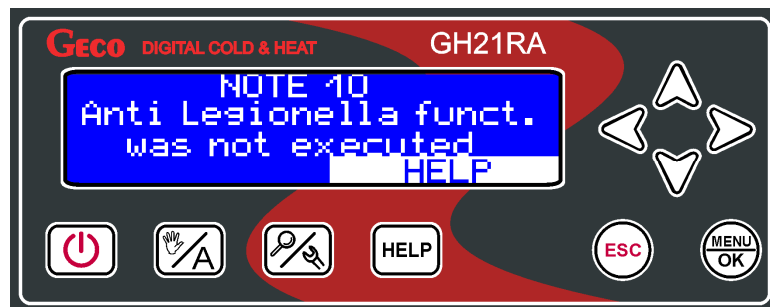 GECO DIGITAL COLD & HEAT GH21RA
NOTE 10
Anti Legionella funct.
was not executed
HELP
A HELP ESC MENU
OK